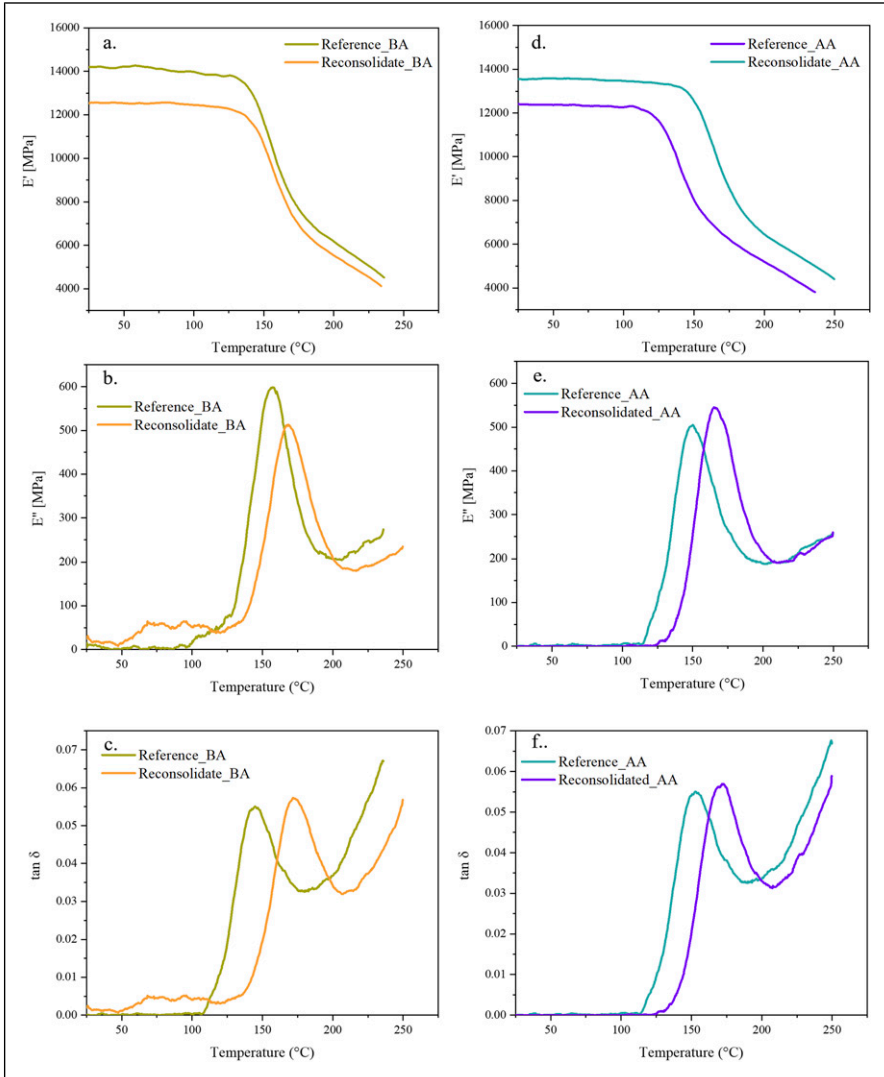 a.
Reference_BA
Reconsolidate_BA
16000
14000
12000
10000
8000
6000
4000
E' [MPa]
50 100 150 200 250
Temperature (°C)
d.
Reference_AA
Reconsolidate_AA
16000
14000
12000
10000
8000
6000
4000
E' [MPa]
50 100 150 200 250
Temperature (°C)
b.
Reference_BA
Reconsolidate_BA
600
500
400
300
200
100
0
E'' [MPa]
50 100 150 200 250
Temperature (°C)
e.
Reference_AA
Reconsolidated_AA
600
500
400
300
200
100
0
E'' [MPa]
50 100 150 200 250
Temperature (°C)
c.
Reference_BA
Reconsolidate_BA
0.07
0.06
0.05
0.04
0.03
0.02
0.01
0.00
tan δ
50 100 150 200 250
Temperature (°C)
f..
Reference_AA
Reconsolidated_AA
0.07
0.06
0.05
0.04
0.03
0.02
0.01
0.00
tan δ
50 100 150 200 250
Temperature (°C)